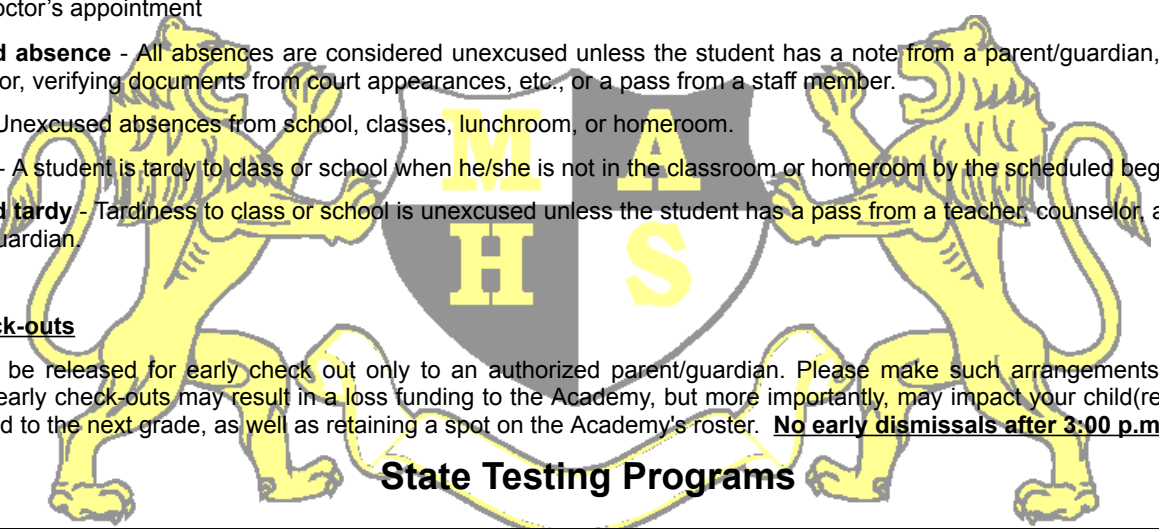 octor's appointment
d absence - All absences are considered unexcused unless the student has a note from a parent/guardian,
or, verifying documents from court appearances, etc., or a pass from a staff member.
Unexcused absences from school, classes, lunchroom, or homeroom.
- A student is tardy to class or school when he/she is not in the classroom or homeroom by the scheduled beg
d tardy - Tardiness to class or school is unexcused unless the student has a pass from a teacher, counselor, a
uardian.
M A
H S
ck-outs
be released for early check out only to an authorized parent/guardian. Please make such arrangements
early check-outs may result in a loss funding to the Academy, but more importantly, may impact your child(re
d to the next grade, as well as retaining a spot on the Academy's roster. No early dismissals after 3:00 p.m
State Testing Programs